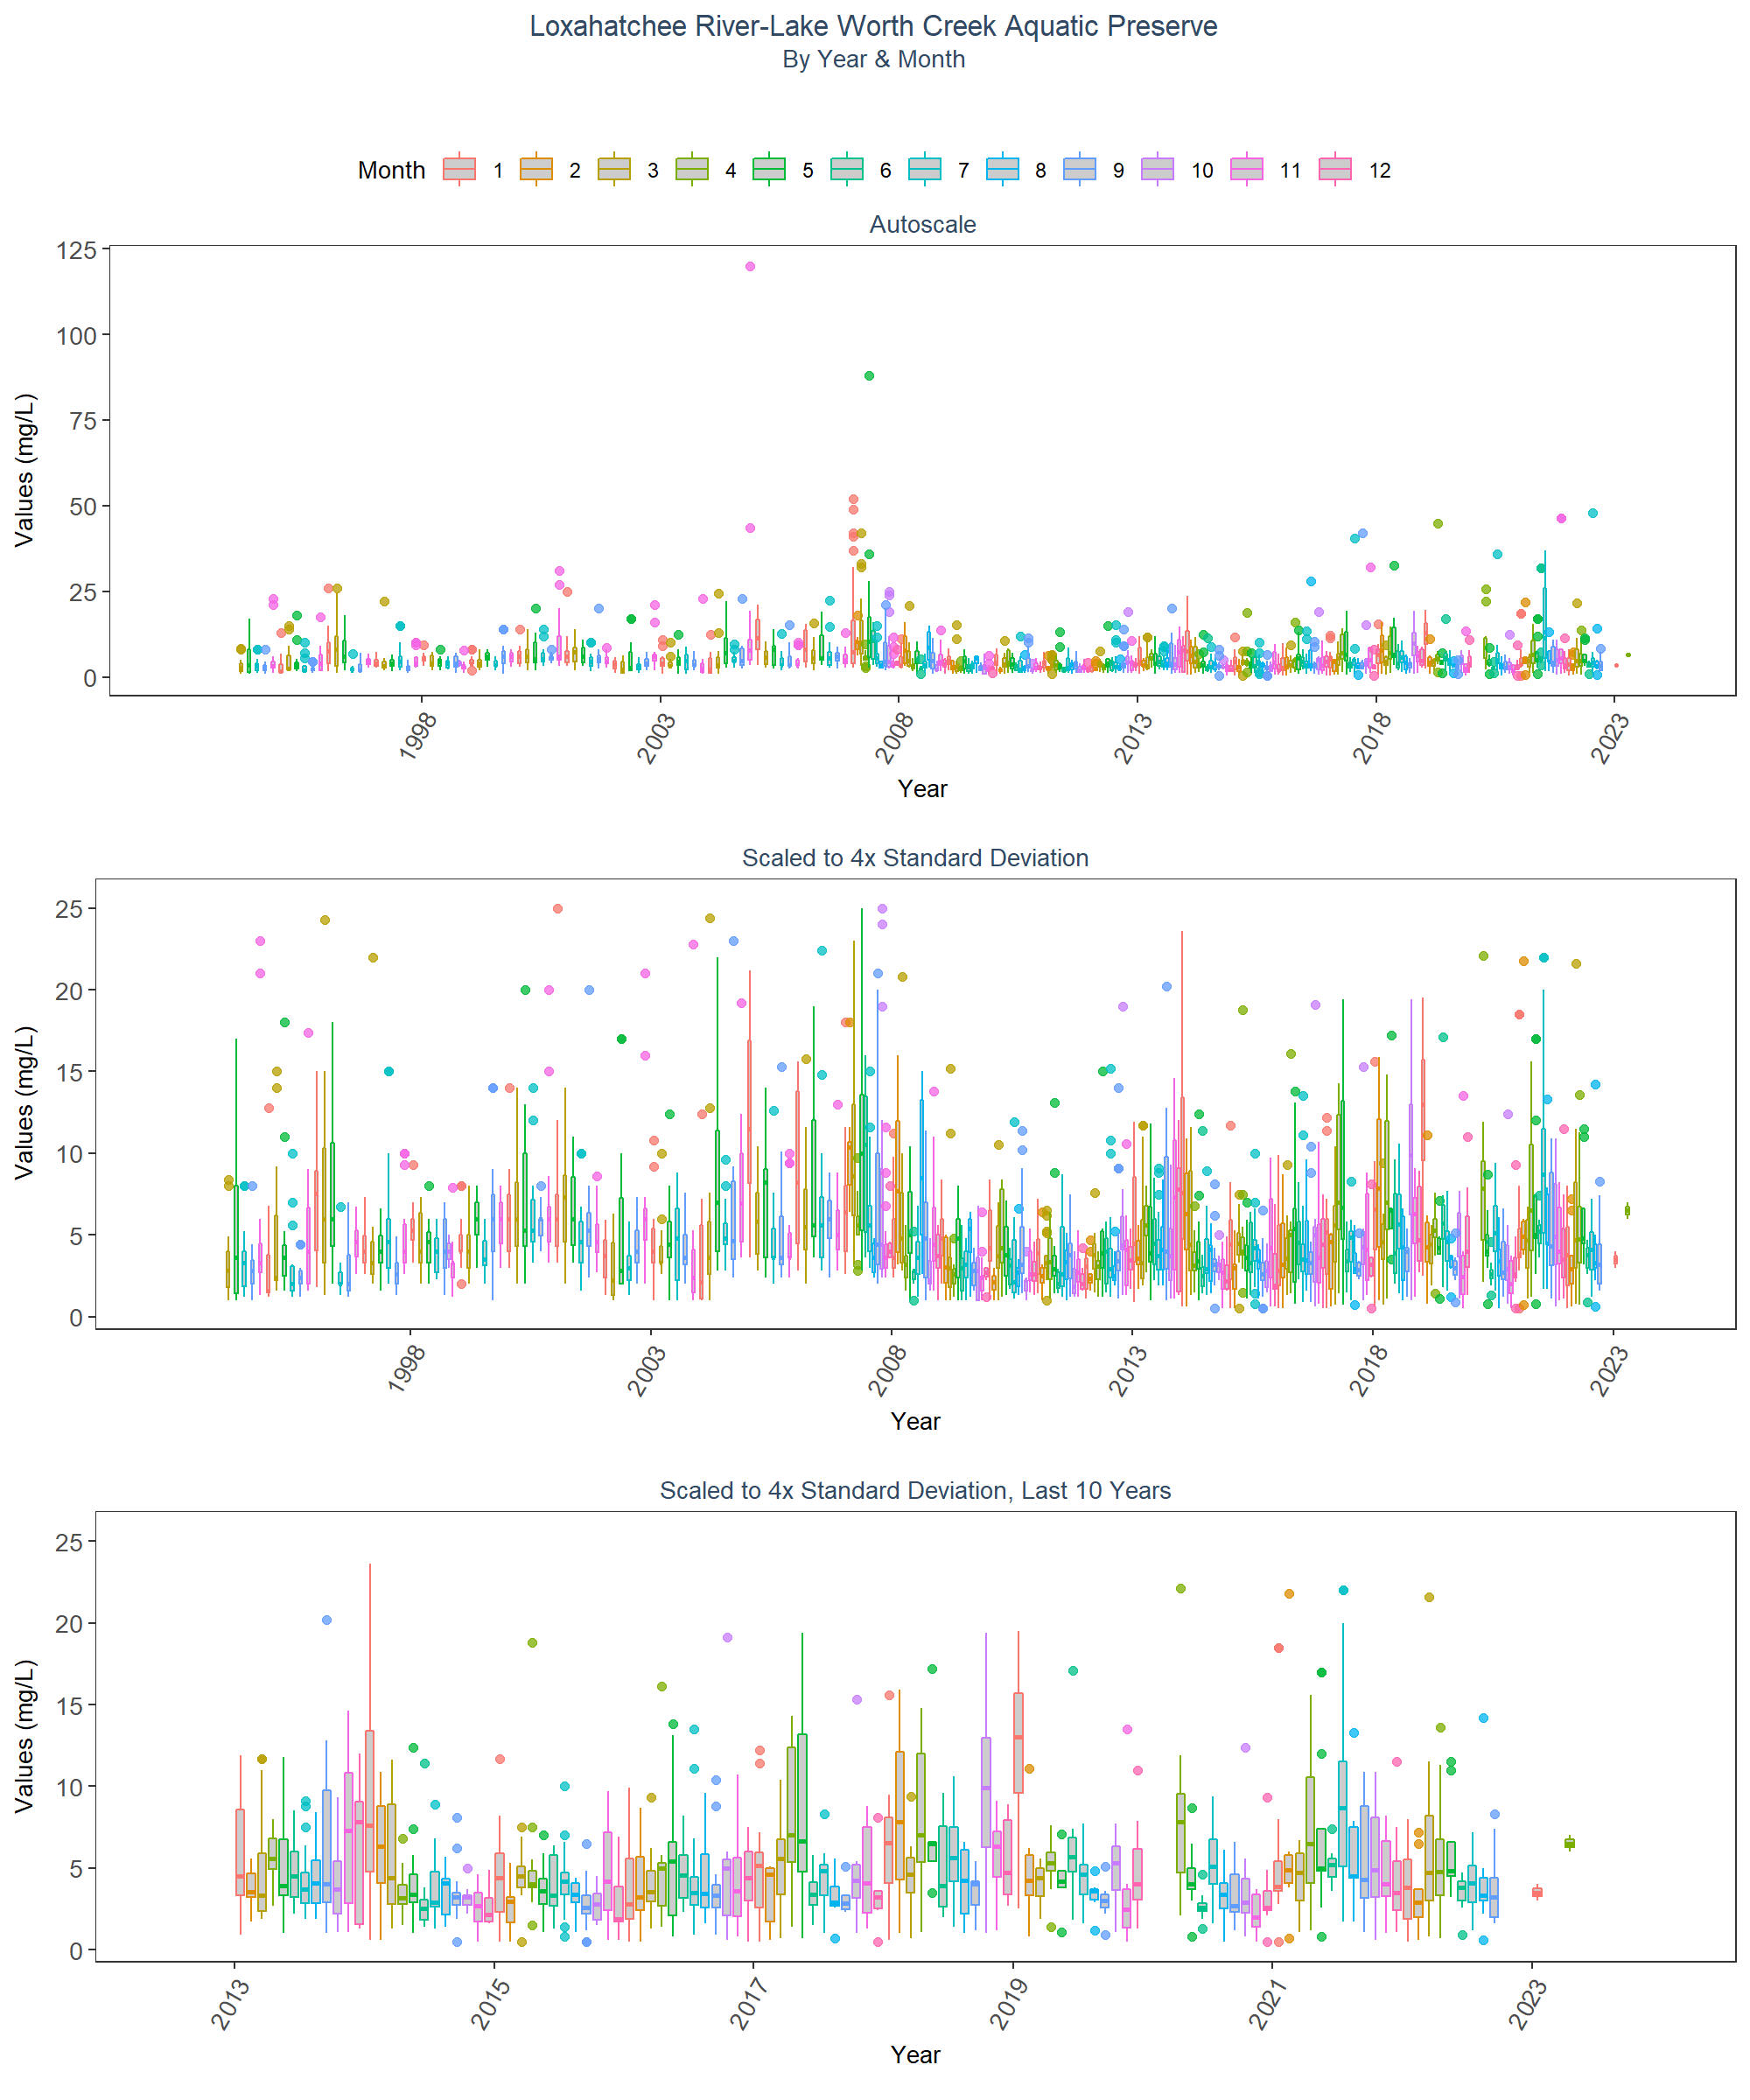 Loxahatchee River-Lake Worth Creek Aquatic Preserve
By Year & Month
Month 1 2 3 4 5 6 7 8 9 10 11 12
Autoscale
Values (mg/L)
125
100
75
50
25
0
1998 2003 2008 2013 2018 2023
Year
Scaled to 4x Standard Deviation
Values (mg/L)
25
20
15
10
5
0
1998 2003 2008 2013 2018 2023
Year
Scaled to 4x Standard Deviation, Last 10 Years
Values (mg/L)
25
20
15
10
5
0
2013 2015 2017 2019 2021 2023
Year